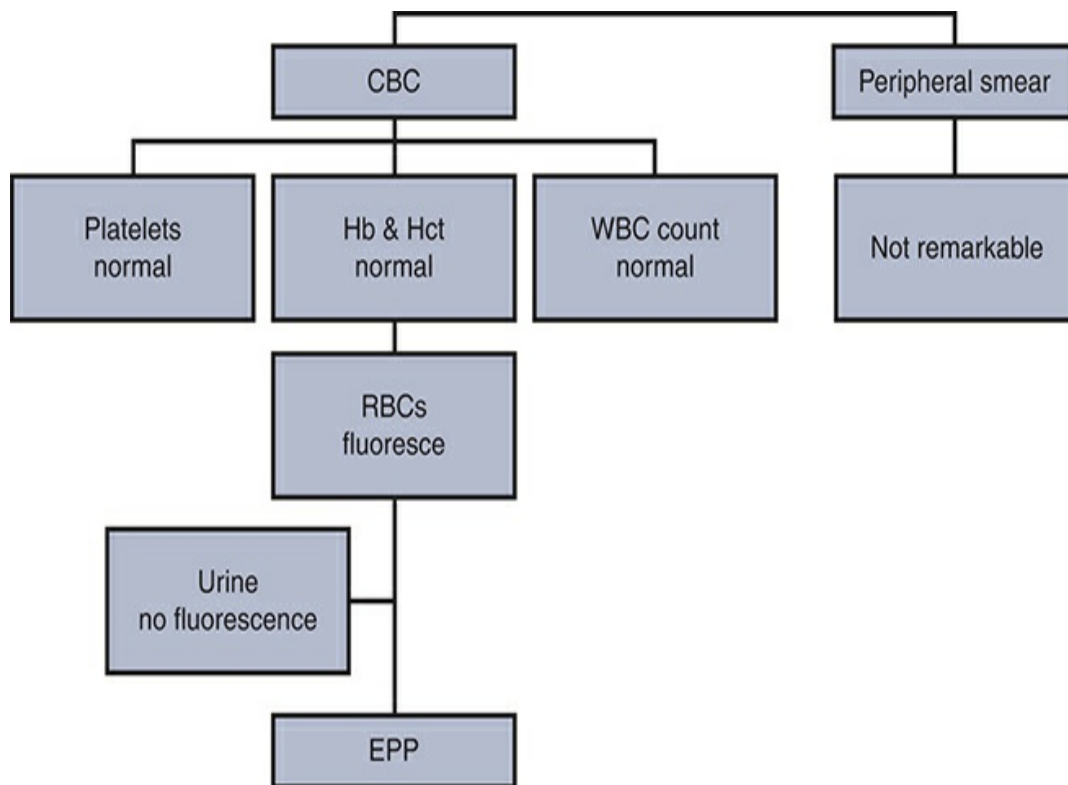 CBC
Peripheral smear
Platelets
normal
Hb & Hct
normal
WBC count
normal
Not remarkable
RBCs
fluoresce
Urine
no fluorescence
EPP